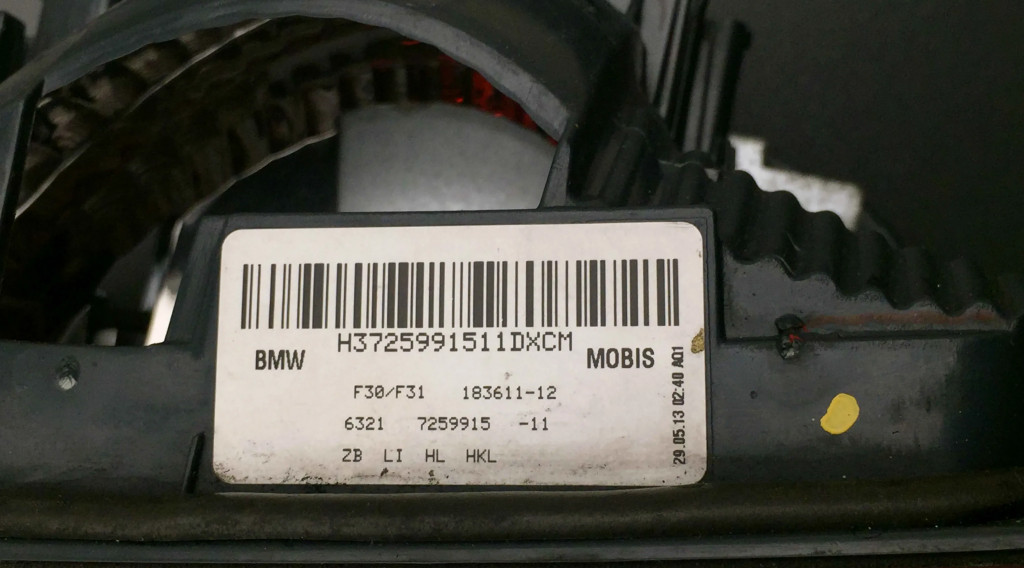 H3725991511DXCM
BMW MOBIS
F30/F31 183611-12
6321 7259915 -11
ZB LI HL HKL
29.05.13 02:40 A01